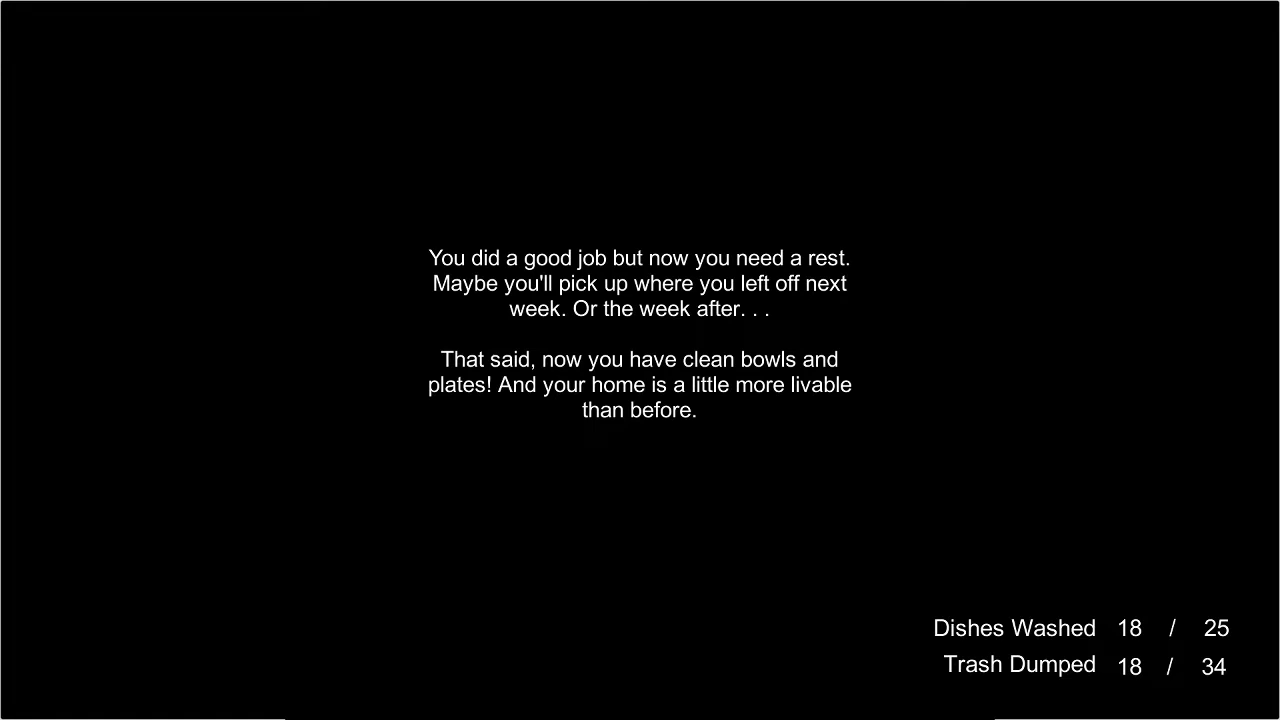 You did a good job but now you need a rest.
Maybe you'll pick up where you left off next
week. Or the week after. . .
That said, now you have clean bowls and
plates! And your home is a little more livable
than before.
Dishes Washed 18 / 25
Trash Dumped 18 / 34